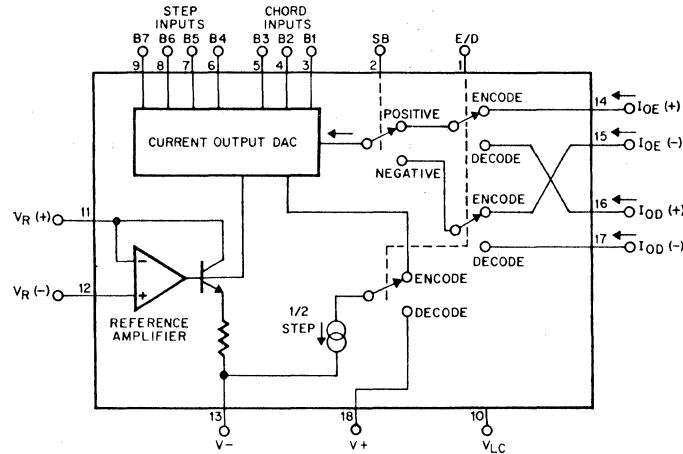 STEP INPUTS
CHORD INPUTS
B7 B6 B5 B4 B3 B2 B1 SB E/D
9 8 7 6 5 4 3 2 1
POSITIVE
ENCODE
14 IOE (+)
CURRENT OUTPUT DAC
15 IOE (-)
DECODE
NEGATIVE
ENCODE
16 IOD (+)
VR (+) 11
17 IOD (-)
DECODE
-
ENCODE
VR (-) 12
+
1/2 STEP
DECODE
REFERENCE AMPLIFIER
13 18 10
V- V+ VLC